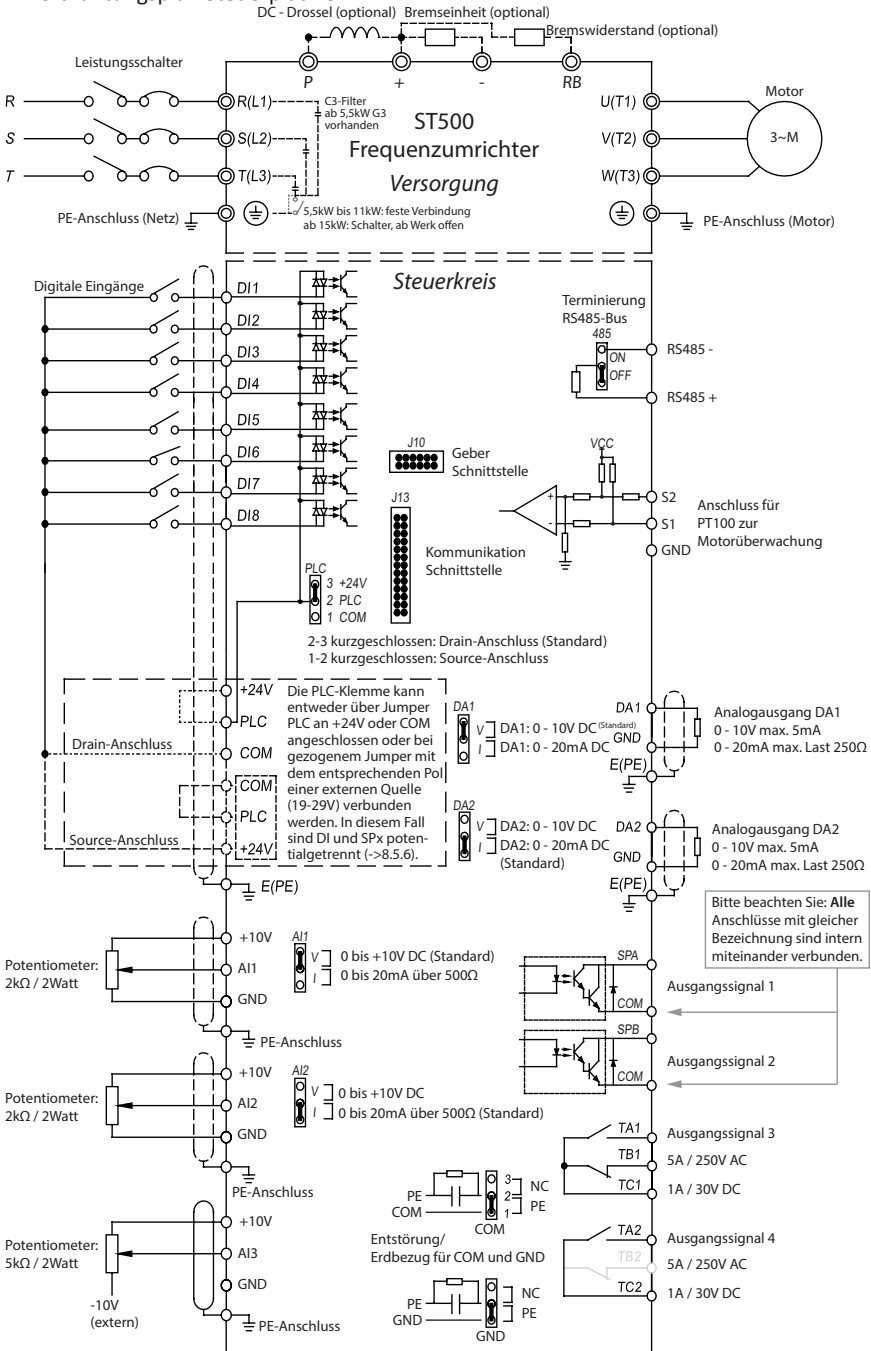 DC - Drossel (optional) Bremseinheit (optional)
Bremswiderstand (optional)
Leistungsschalter
P
+
-
RB
Motor
R
R(L1)
C3-Filter
ab 5,5kW G3
vorhanden
U(T1)
S
S(L2)
ST500
Frequenzumrichter
V(T2)
3~M
T
T(L3)
Versorgung
W(T3)
PE-Anschluss (Netz)
5,5kW bis 11kW: feste Verbindung
ab 15kW: Schalter, ab Werk offen
PE-Anschluss (Motor)
Steuerkreis
Digitale Eingänge
DI1
DI2
DI3
DI4
DI5
DI6
DI7
DI8
Terminierung
RS485-Bus
485
ON
OFF
RS485 -
RS485 +
J10
Geber
Schnittstelle
J13
Kommunikation
Schnittstelle
VCC
+
-
S2
S1
GND
Anschluss für
PT100 zur
Motorüberwachung
PLC
3 +24V
2 PLC
1 COM
2-3 kurzgeschlossen: Drain-Anschluss (Standard)
1-2 kurzgeschlossen: Source-Anschluss
+24V
PLC
COM
Drain-Anschluss
COM
PLC
+24V
Source-Anschluss
E(PE)
Die PLC-Klemme kann
entweder über Jumper
PLC an +24V oder COM
angeschlossen oder bei
gezogenem Jumper mit
dem entsprechenden Pol
einer externen Quelle
(19-29V) verbunden
werden. In diesem Fall
sind DI und SPx poten-
tialgetrennt (->8.5.6).
DA1
V
I
DA1: 0 - 10V DC (Standard)
DA1: 0 - 20mA DC
DA1
GND
E(PE)
Analogausgang DA1
0 - 10V max. 5mA
0 - 20mA max. Last 250Ω
DA2
V
I
DA2: 0 - 10V DC
DA2: 0 - 20mA DC
(Standard)
DA2
GND
E(PE)
Analogausgang DA2
0 - 10V max. 5mA
0 - 20mA max. Last 250Ω
Bitte beachten Sie: Alle
Anschlüsse mit gleicher
Bezeichnung sind intern
miteinander verbunden.
Potentiometer:
2kΩ / 2Watt
+10V
AI1
GND
PE-Anschluss
AI1
V
I
0 bis +10V DC (Standard)
0 bis 20mA über 500Ω
SPA
COM
Ausgangssignal 1
SPB
COM
Ausgangssignal 2
Potentiometer:
2kΩ / 2Watt
+10V
AI2
GND
PE-Anschluss
AI2
V
I
0 bis +10V DC
0 bis 20mA über 500Ω (Standard)
TA1
TB1
TC1
Ausgangssignal 3
5A / 250V AC
1A / 30V DC
PE
COM
3
2
1
NC
PE
COM
Entstörung/
Erdbezug für COM und GND
TA2
TB2
TC2
Ausgangssignal 4
5A / 250V AC
1A / 30V DC
Potentiometer:
5kΩ / 2Watt
+10V
AI3
GND
-10V
(extern)
PE-Anschluss
PE
GND
NC
PE
GND